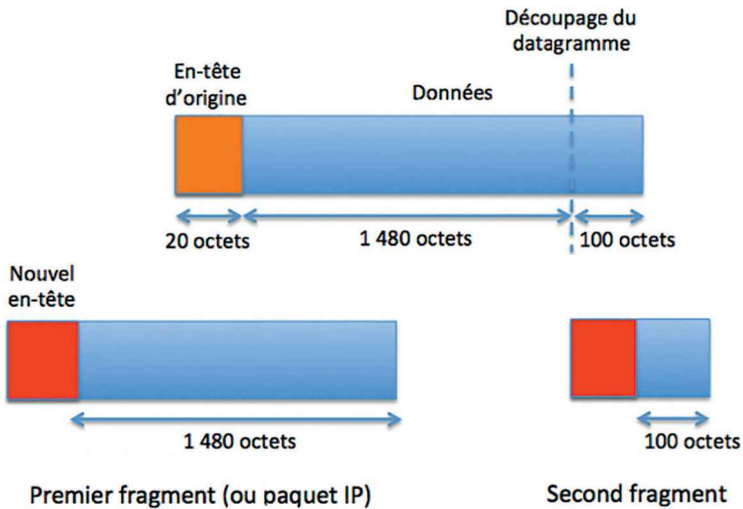 Découpage du
datagramme
En-tête
d'origine
Données
20 octets
1 480 octets
100 octets
Nouvel
en-tête
1 480 octets
100 octets
Premier fragment (ou paquet IP)
Second fragment